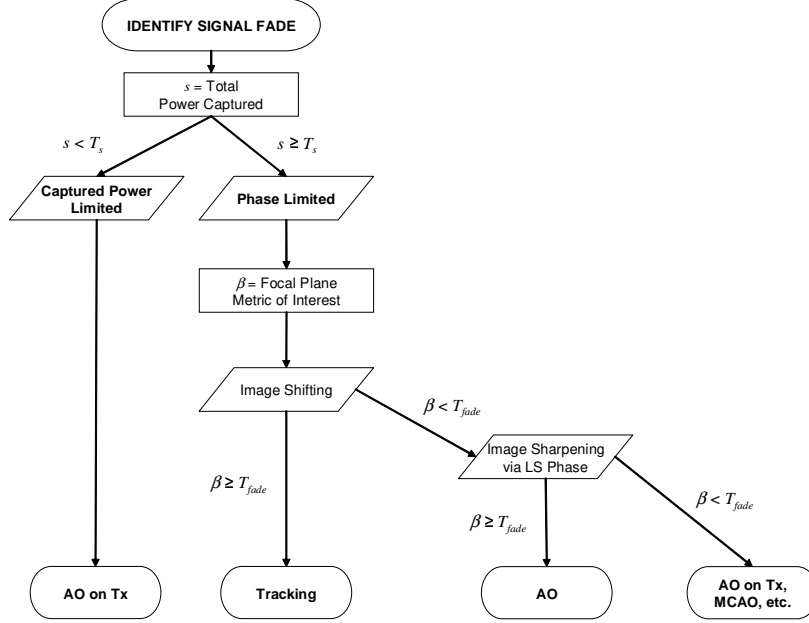 IDENTIFY SIGNAL FADE
s = Total
Power Captured
s < Ts
s ≥ Ts
Captured Power
Limited
Phase Limited
β = Focal Plane
Metric of Interest
Image Shifting
β < Tfade
Image Sharpening
via LS Phase
β ≥ Tfade
β ≥ Tfade
β < Tfade
AO on Tx
Tracking
AO
AO on Tx,
MCAO, etc.